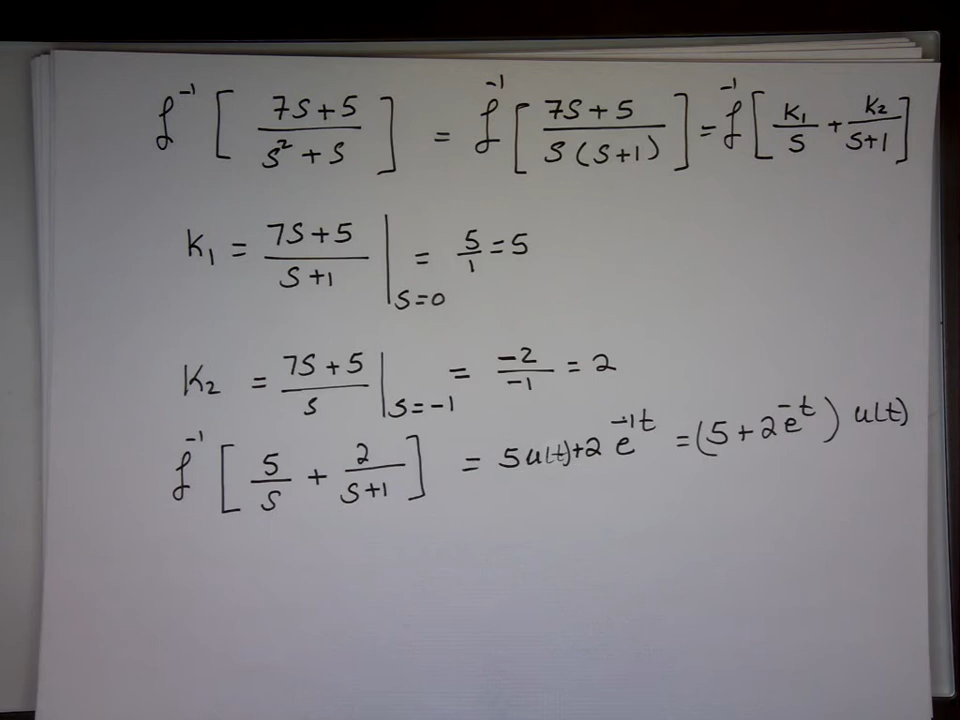 ℒ⁻¹ [ (7s+5)/(s²+s) ] = ℒ⁻¹ [ (7s+5)/(s(s+1)) ] = ℒ⁻¹ [ K₁/s + K₂/(s+1) ]
K₁ = (7s+5)/(s+1) |_{s=0} = 5/1 = 5
K₂ = (7s+5)/s |_{s=-1} = -2/-1 = 2
ℒ⁻¹ [ 5/s + 2/(s+1) ] = 5u(t)+2e^{-1t} = (5+2e^{-t}) u(t)